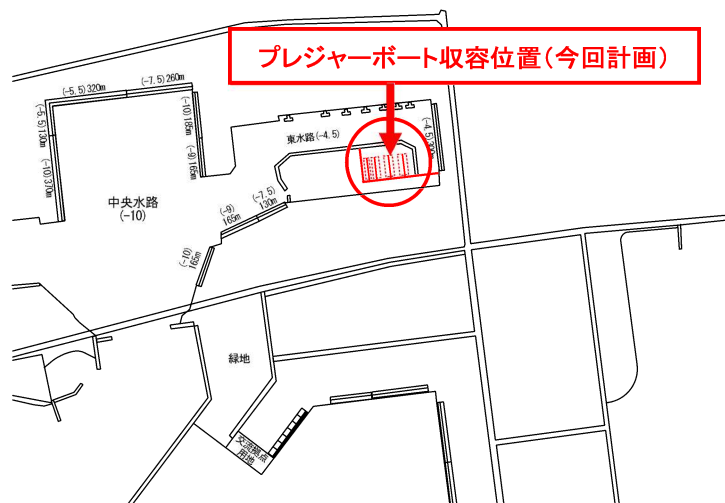 プレジャーボート収容位置(今回計画)
(-5.5)320m
(-7.5)260m
(-5.5)130m
(-10)370m
(-10)185m
(-9)165m
東水路(-4.5)
中央水路
(-10)
(-9)
165m
(-7.5)
130m
(-10)
165m
緑地
交流拠点
用地